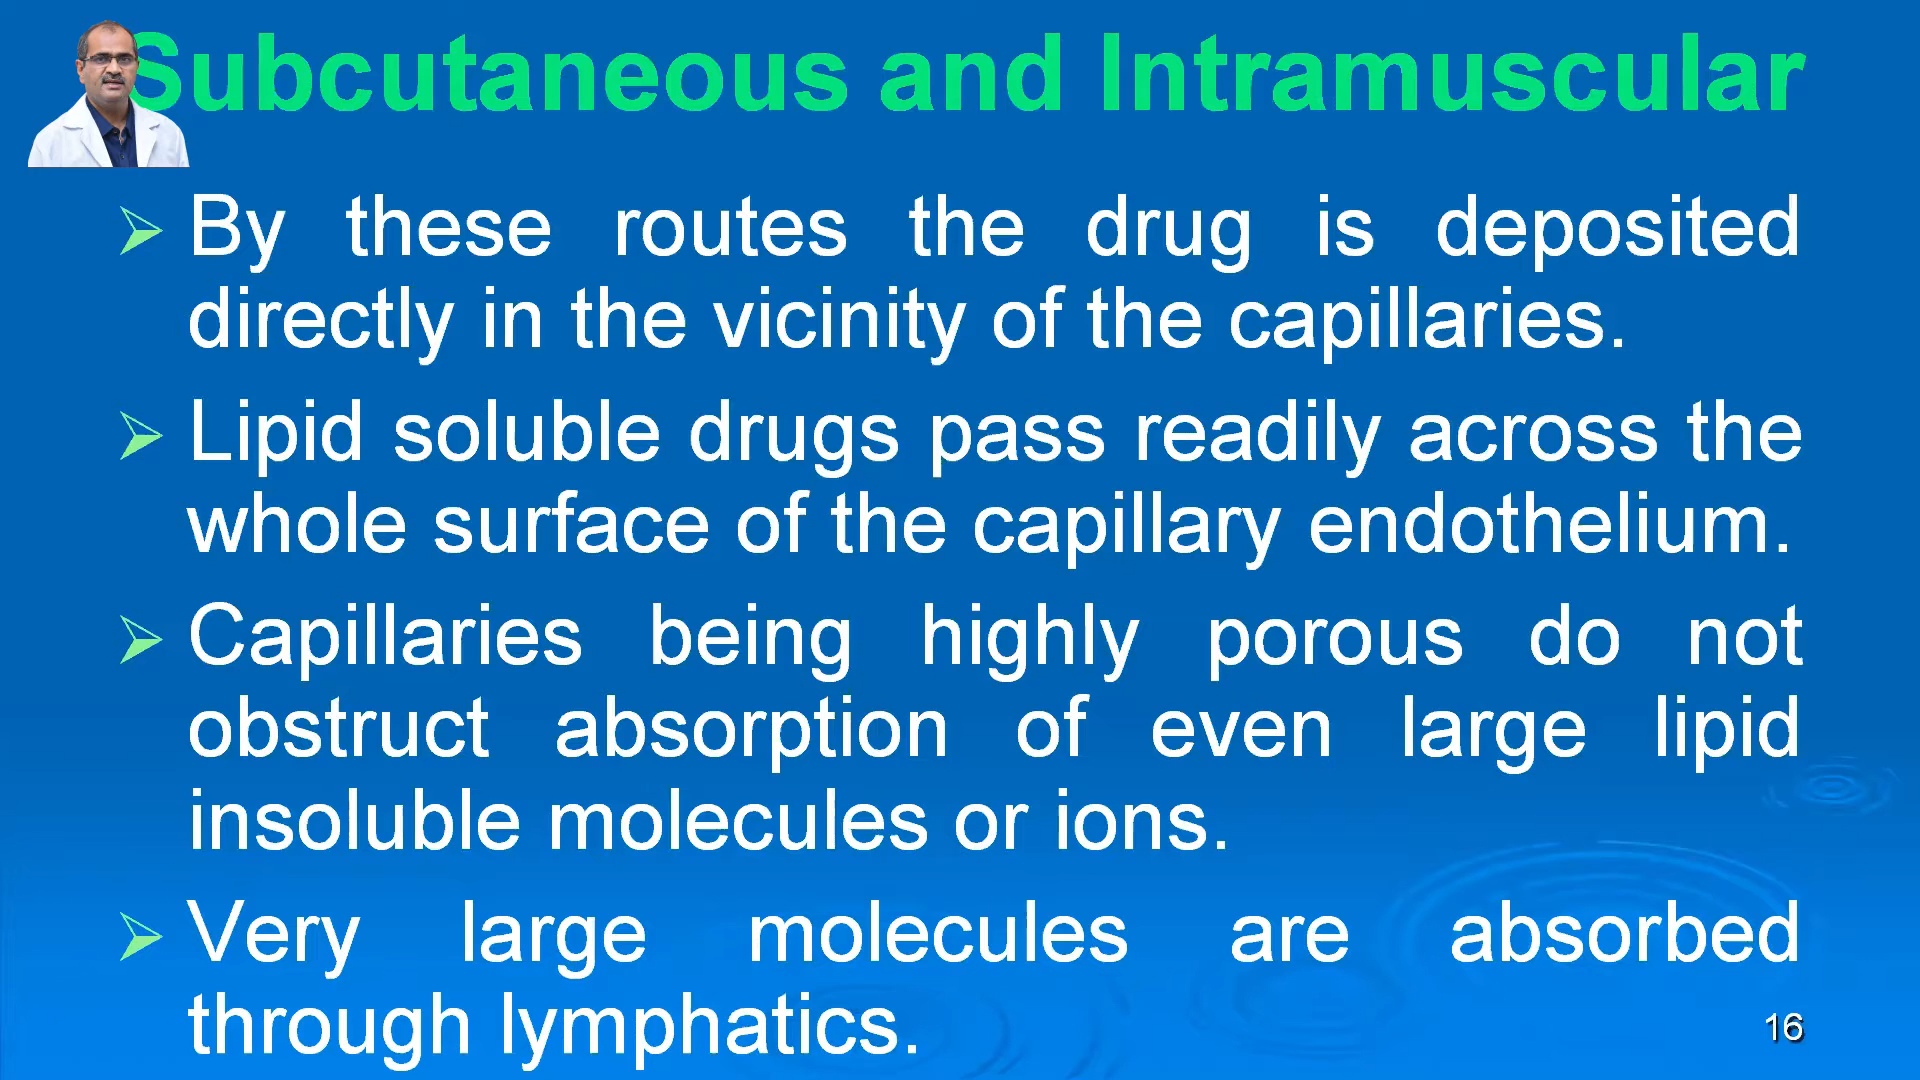 Subcutaneous and Intramuscular
By these routes the drug is deposited
directly in the vicinity of the capillaries.
Lipid soluble drugs pass readily across the
whole surface of the capillary endothelium.
Capillaries being highly porous do not
obstruct absorption of even large lipid
insoluble molecules or ions.
Very large molecules are absorbed
through lymphatics.
16